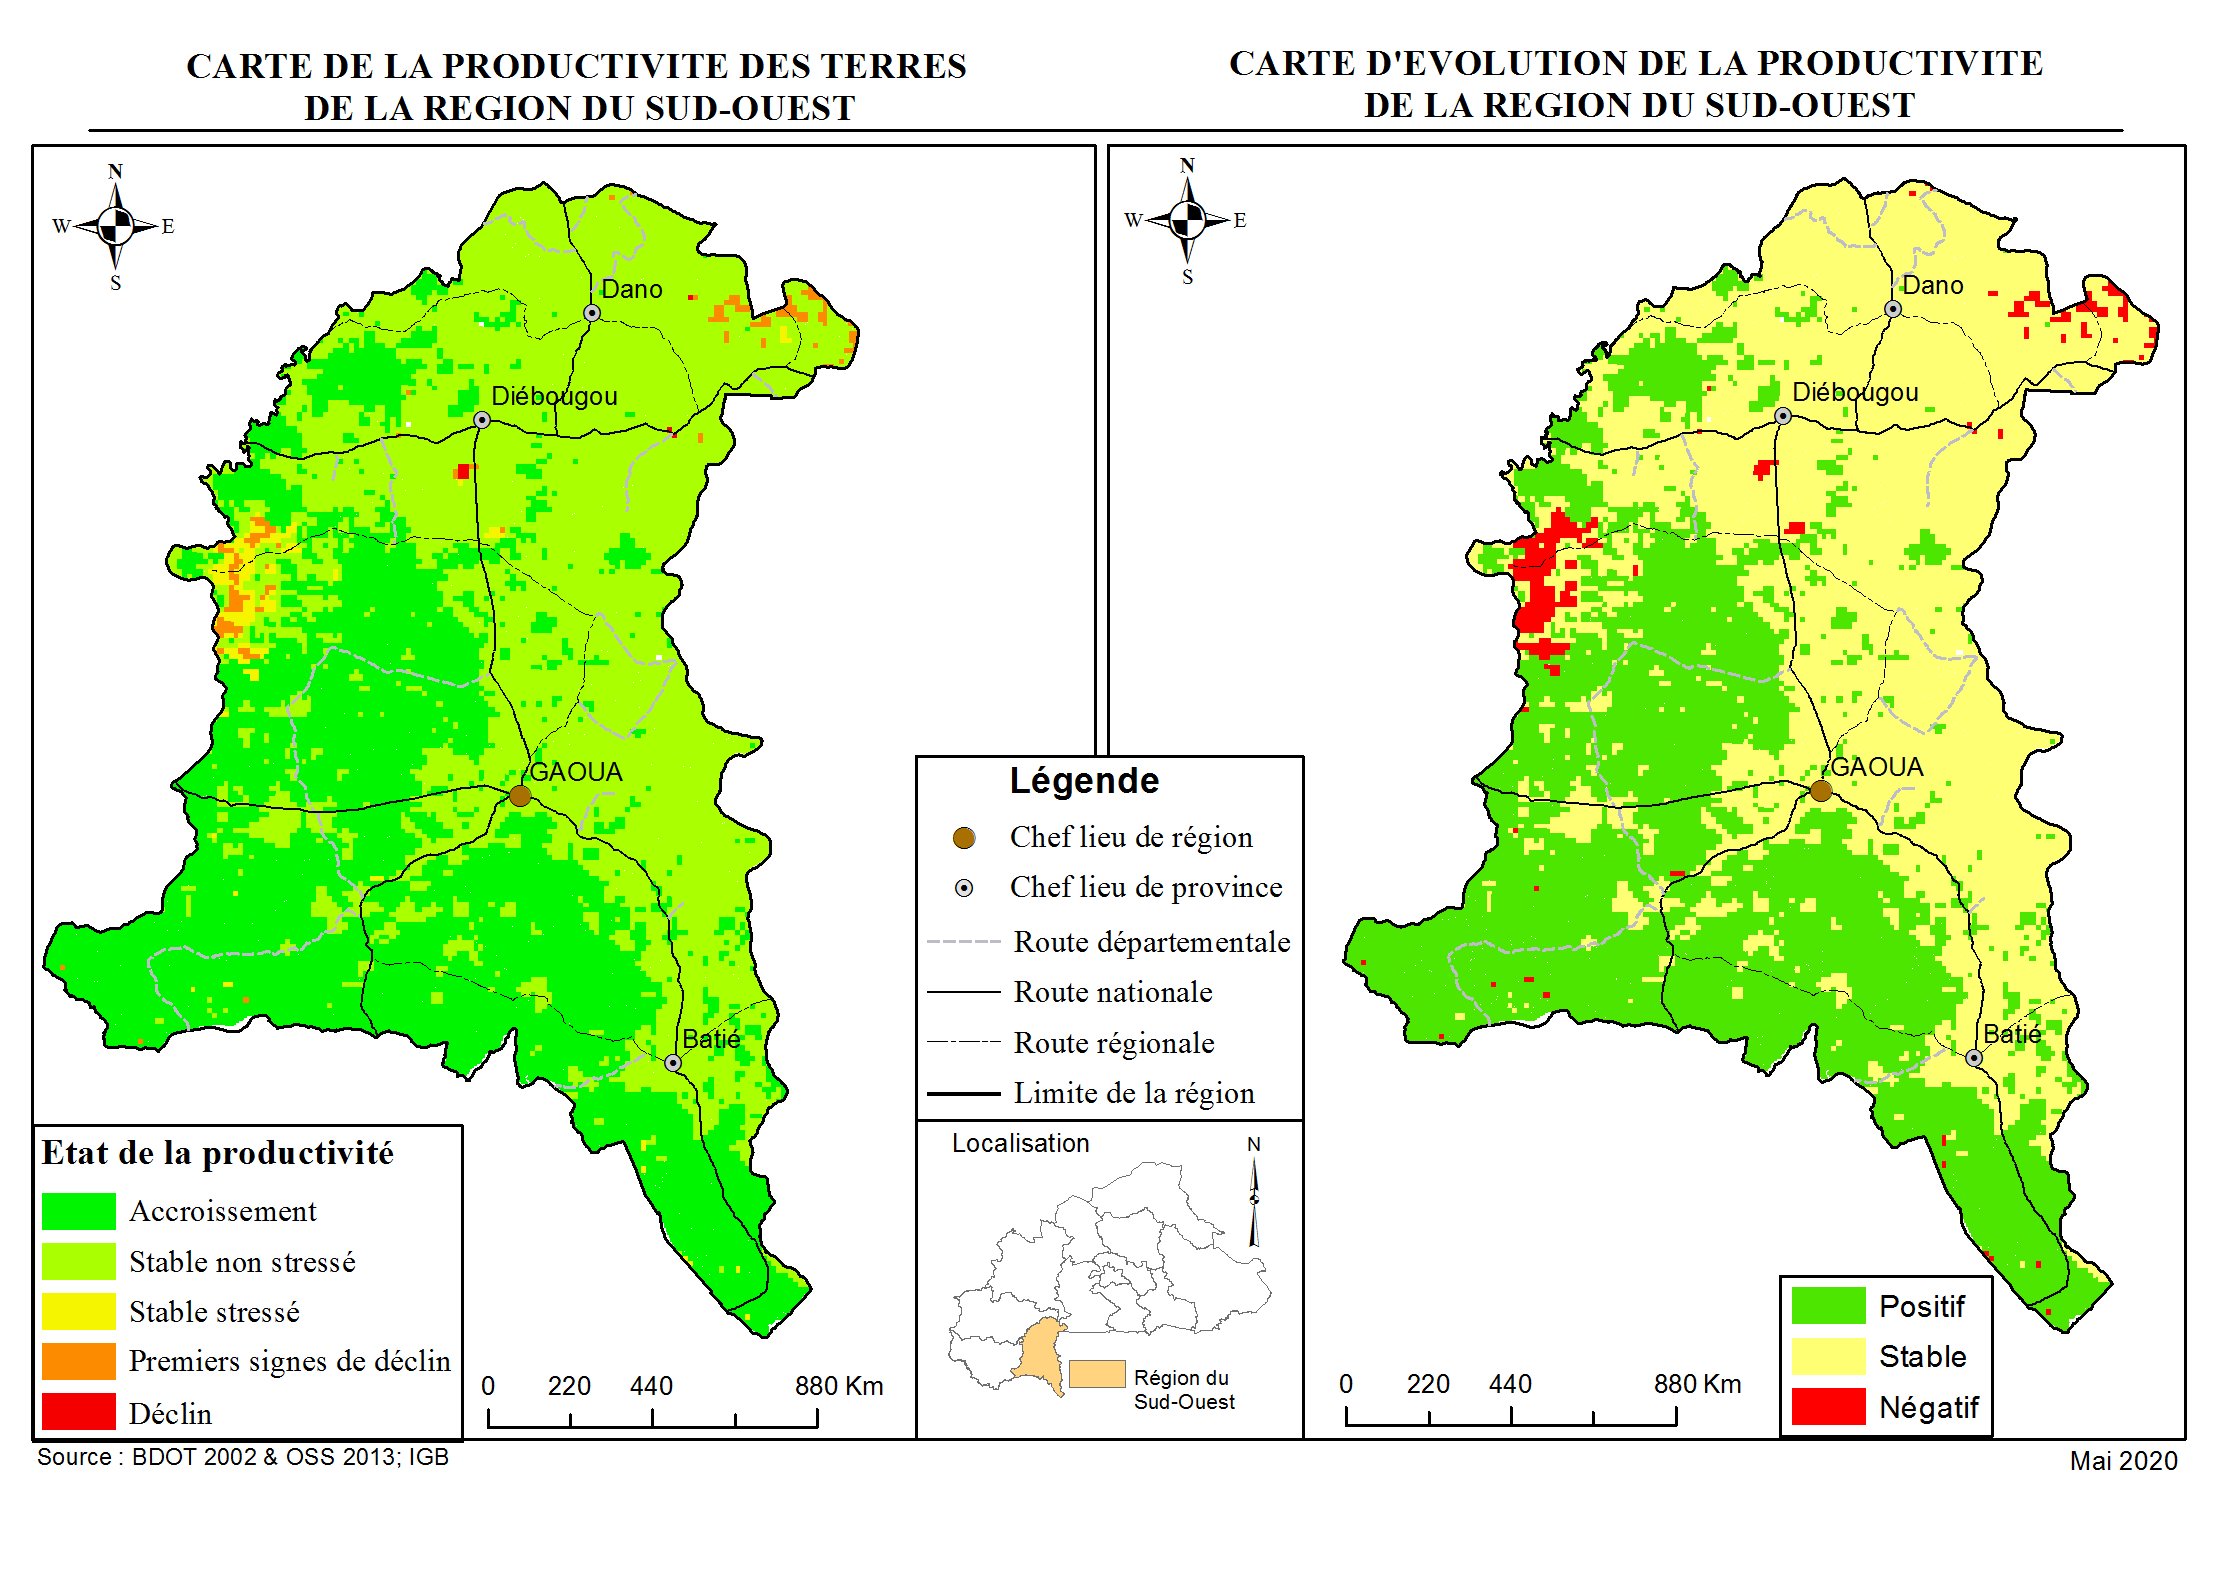 CARTE DE LA PRODUCTIVITE DES TERRES
DE LA REGION DU SUD-OUEST
CARTE D'EVOLUTION DE LA PRODUCTIVITE
DE LA REGION DU SUD-OUEST
N
W E
S
Dano
Diébougou
GAOUA
Batié
N
W E
S
Dano
Diébougou
GAOUA
Batié
Légende
Chef lieu de région
Chef lieu de province
Route départementale
Route nationale
Route régionale
Limite de la région
Localisation
N
Région du
Sud-Ouest
Etat de la productivité
Accroissement
Stable non stressé
Stable stressé
Premiers signes de déclin
Déclin
0 220 440 880 Km
0 220 440 880 Km
Positif
Stable
Négatif
Source : BDOT 2002 & OSS 2013; IGB
Mai 2020